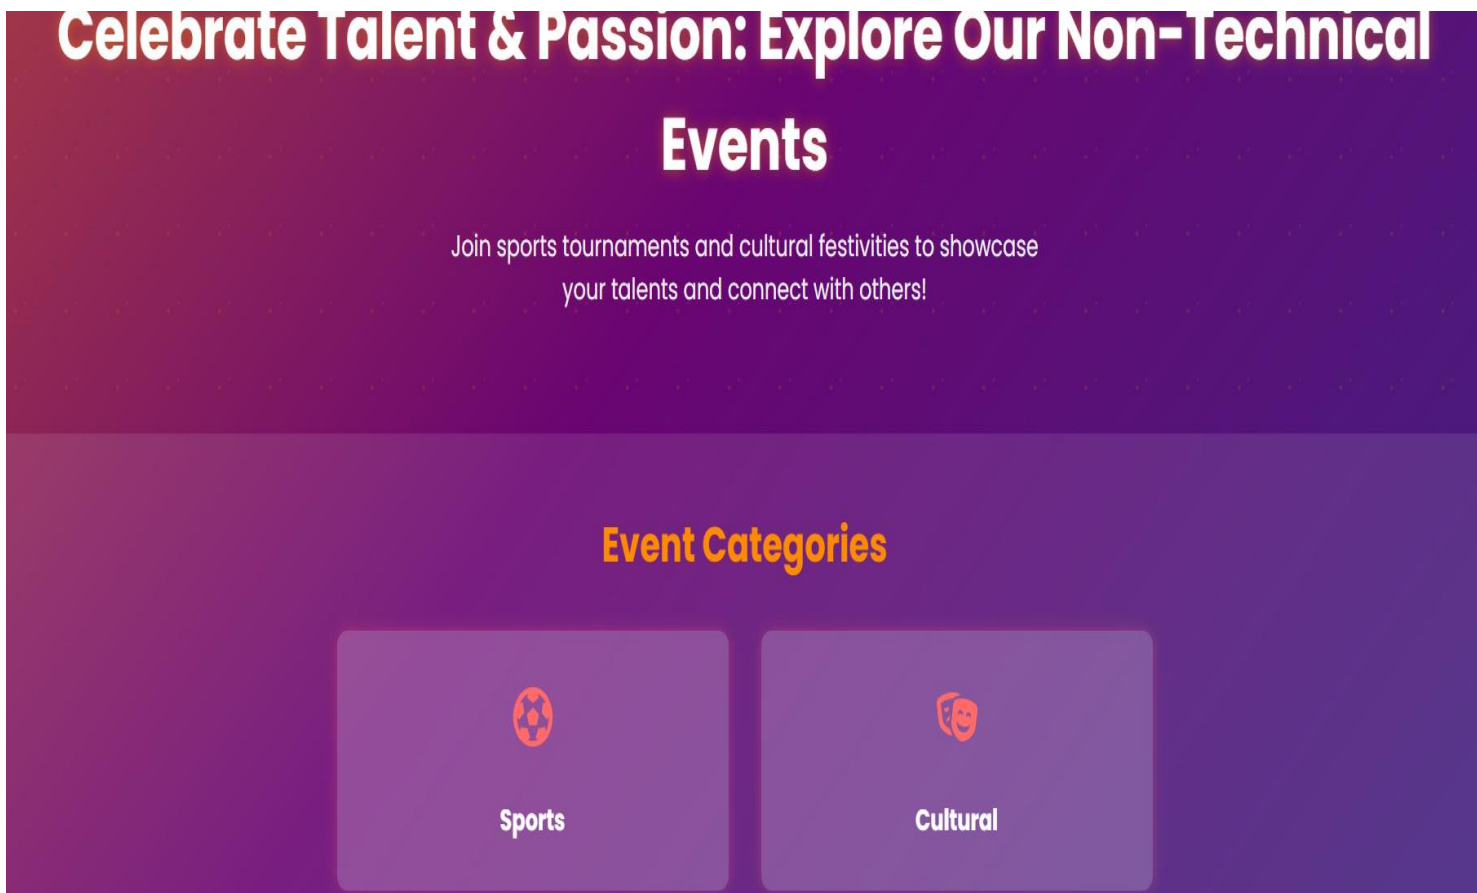 Celebrate Talent & Passion: Explore Our Non-Technical
Events
Join sports tournaments and cultural festivities to showcase
your talents and connect with others!
Event Categories
Sports
Cultural